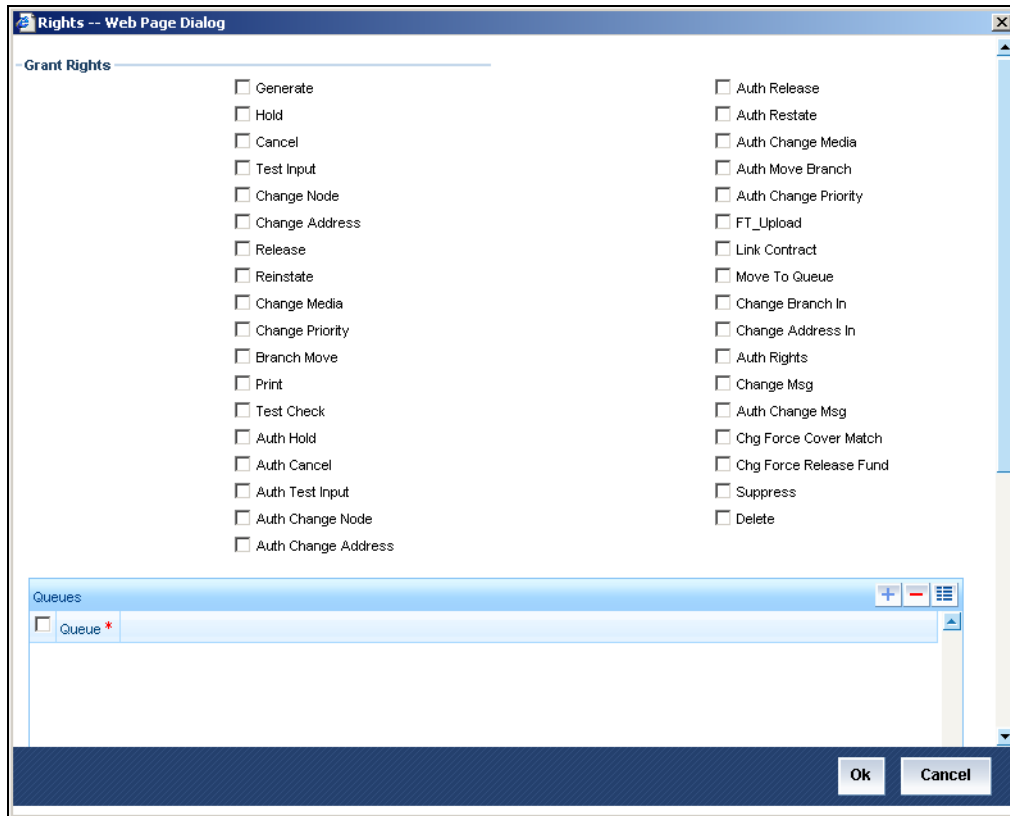 Rights -- Web Page Dialog
Grant Rights
Generate
Hold
Cancel
Test Input
Change Node
Change Address
Release
Reinstate
Change Media
Change Priority
Branch Move
Print
Test Check
Auth Hold
Auth Cancel
Auth Test Input
Auth Change Node
Auth Change Address
Auth Release
Auth Restate
Auth Change Media
Auth Move Branch
Auth Change Priority
FT_Upload
Link Contract
Move To Queue
Change Branch In
Change Address In
Auth Rights
Change Msg
Auth Change Msg
Chg Force Cover Match
Chg Force Release Fund
Suppress
Delete
Queues
Queue *
Ok
Cancel